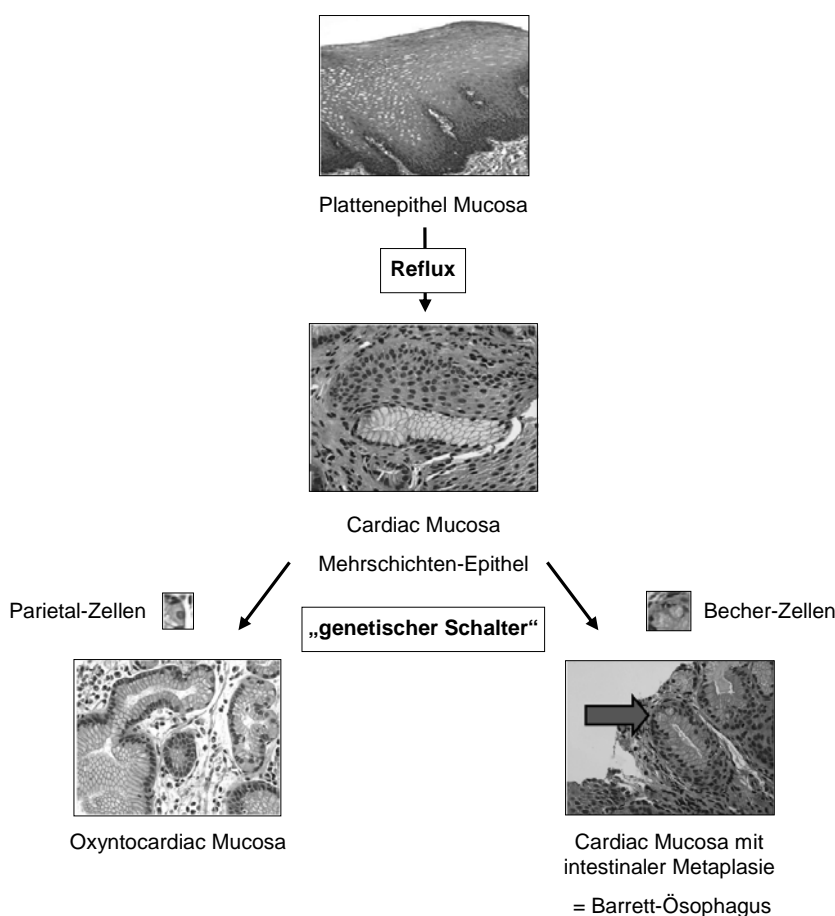 Plattenepithel Mucosa
Reflux
Cardiac Mucosa
Mehrschichten-Epithel
Parietal-Zellen
Becher-Zellen
„genetischer Schalter“
Oxyntocardiac Mucosa
Cardiac Mucosa mit
intestinaler Metaplasie
= Barrett-Ösophagus